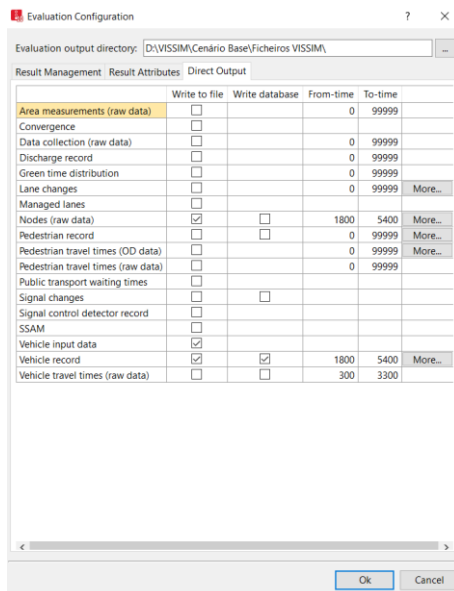 Evaluation Configuration ? ×
Evaluation output directory: D:\VISSIM\Cenário Base\Ficheiros VISSIM\ ...
Result Management Result Attributes Direct Output
Write to file Write database From-time To-time
Area measurements (raw data) 0 99999
Convergence
Data collection (raw data) 0 99999
Discharge record 0 99999
Green time distribution 0 99999
Lane changes 0 99999 More...
Managed lanes
Nodes (raw data) 1800 5400 More...
Pedestrian record 0 99999 More...
Pedestrian travel times (OD data) 0 99999 More...
Pedestrian travel times (raw data) 0 99999
Public transport waiting times
Signal changes
Signal control detector record
SSAM
Vehicle input data
Vehicle record 1800 5400 More...
Vehicle travel times (raw data) 300 3300
Ok Cancel